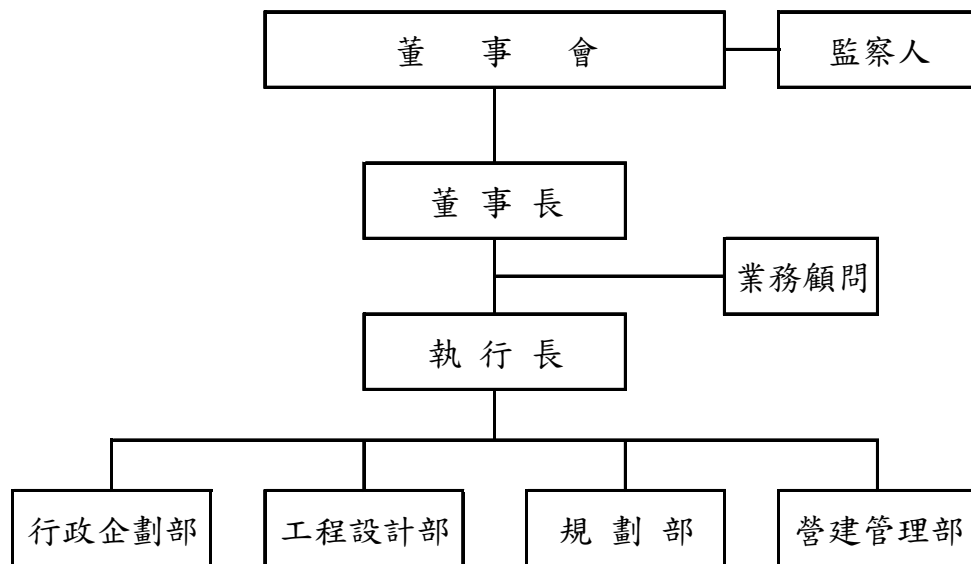 董事會
監察人
董事長
業務顧問
執行長
行政企劃部
工程設計部
規劃部
營建管理部